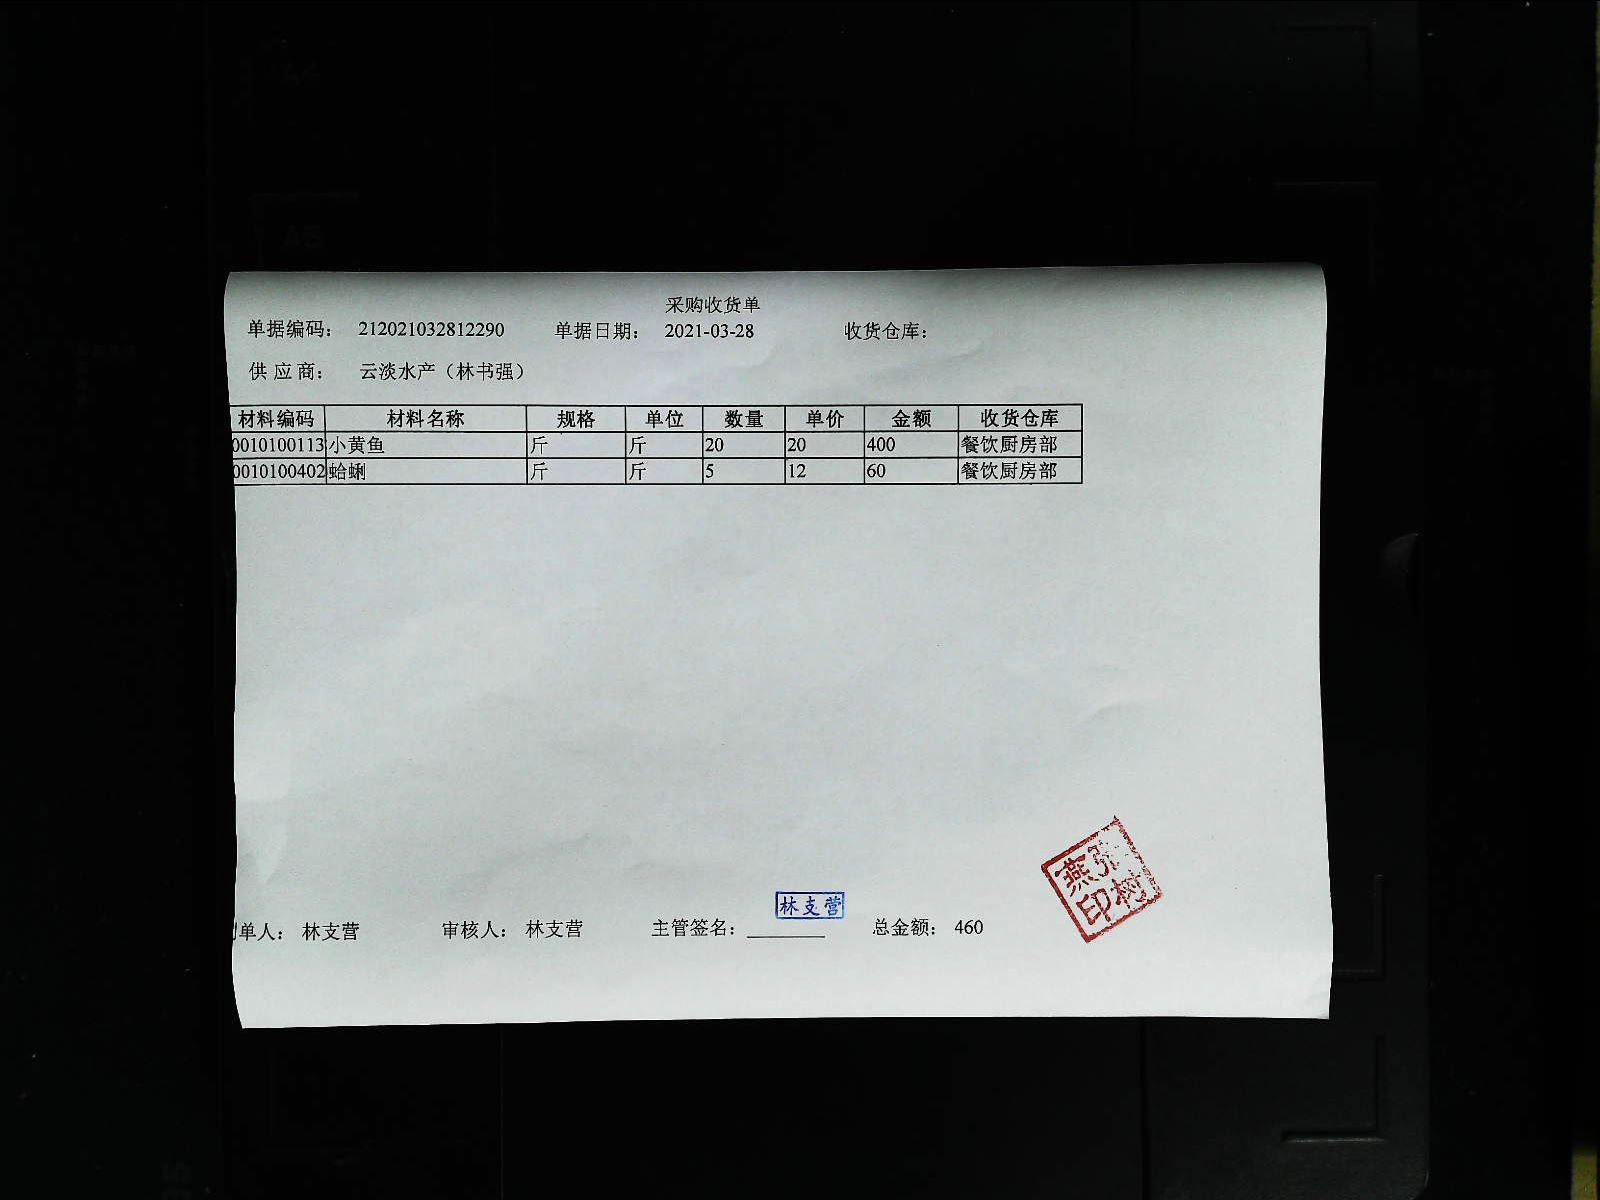 采购收货单
单据编码： 212021032812290 单据日期： 2021-03-28 收货仓库：
供应商： 云淡水产（林书强）
材料编码 材料名称 规格 单位 数量 单价 金额 收货仓库
0010100113 小黄鱼 斤 斤 20 20 400 餐饮厨房部
0010100402 蛤蜊 斤 斤 5 12 60 餐饮厨房部
林支营
单人： 林支营 审核人： 林支营 主管签名： 总金额： 460
张树
燕印